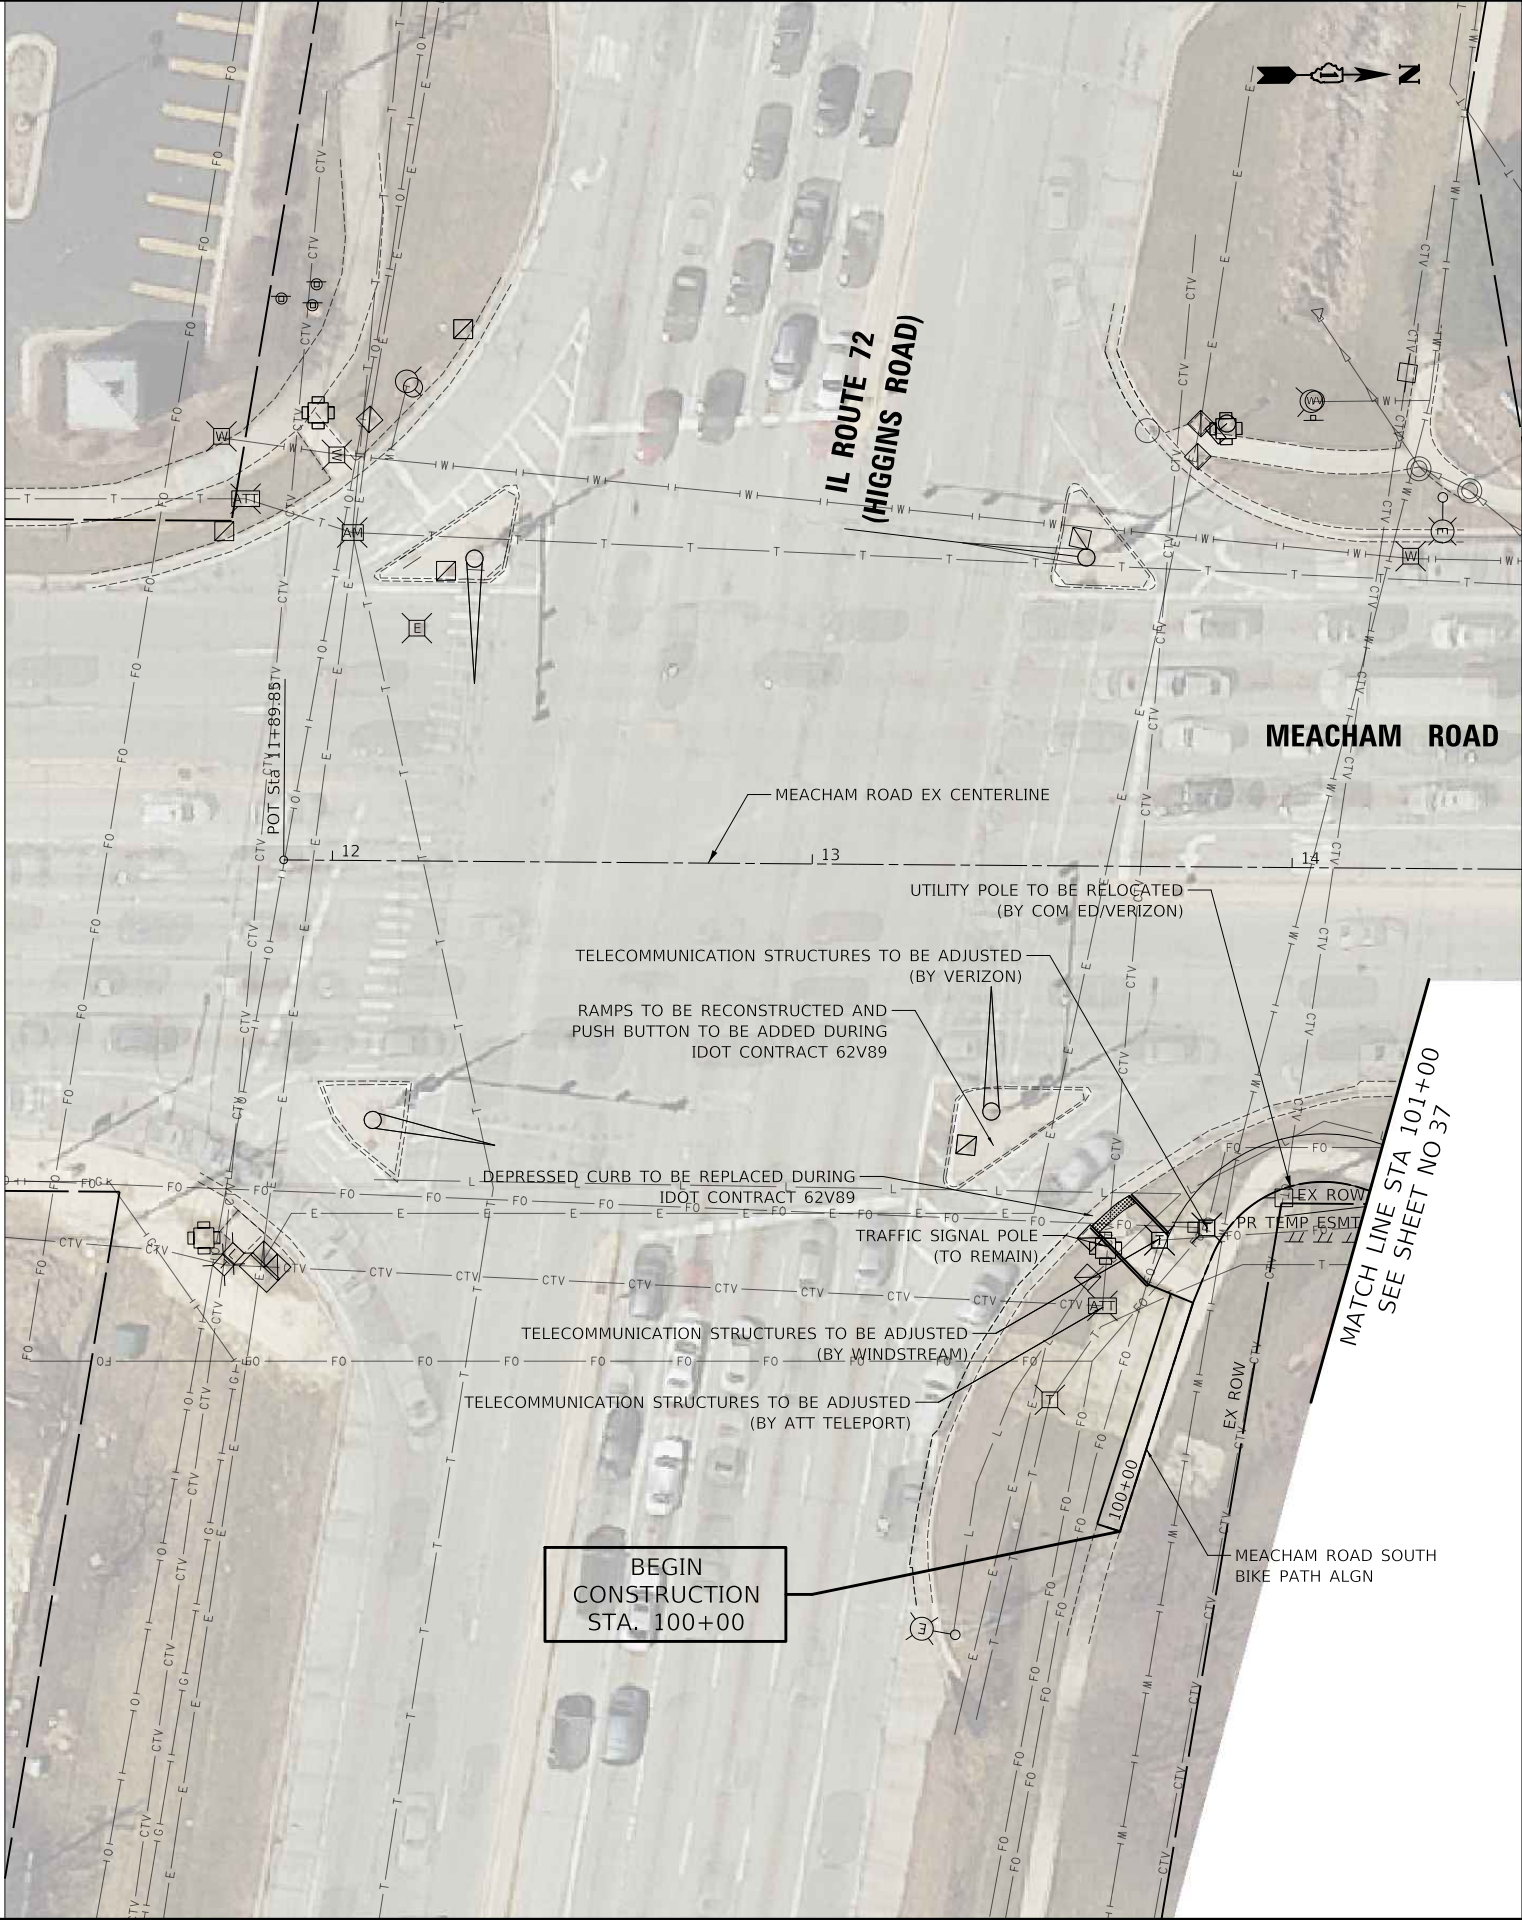 N
IL ROUTE 72
(HIGGINS ROAD)
MEACHAM ROAD
POT Sta 11+89.85
MEACHAM ROAD EX CENTERLINE
12
13
14
UTILITY POLE TO BE RELOCATED
(BY COM ED/VERIZON)
TELECOMMUNICATION STRUCTURES TO BE ADJUSTED
(BY VERIZON)
RAMPS TO BE RECONSTRUCTED AND
PUSH BUTTON TO BE ADDED DURING
IDOT CONTRACT 62V89
MATCH LINE STA 101+00
SEE SHEET NO 37
DEPRESSED CURB TO BE REPLACED DURING
IDOT CONTRACT 62V89
EX ROW
PR TEMP ESMT
TRAFFIC SIGNAL POLE
(TO REMAIN)
TELECOMMUNICATION STRUCTURES TO BE ADJUSTED
(BY WINDSTREAM)
TELECOMMUNICATION STRUCTURES TO BE ADJUSTED
(BY ATT TELEPORT)
EX ROW
100+00
BEGIN
CONSTRUCTION
STA. 100+00
MEACHAM ROAD SOUTH
BIKE PATH ALGN